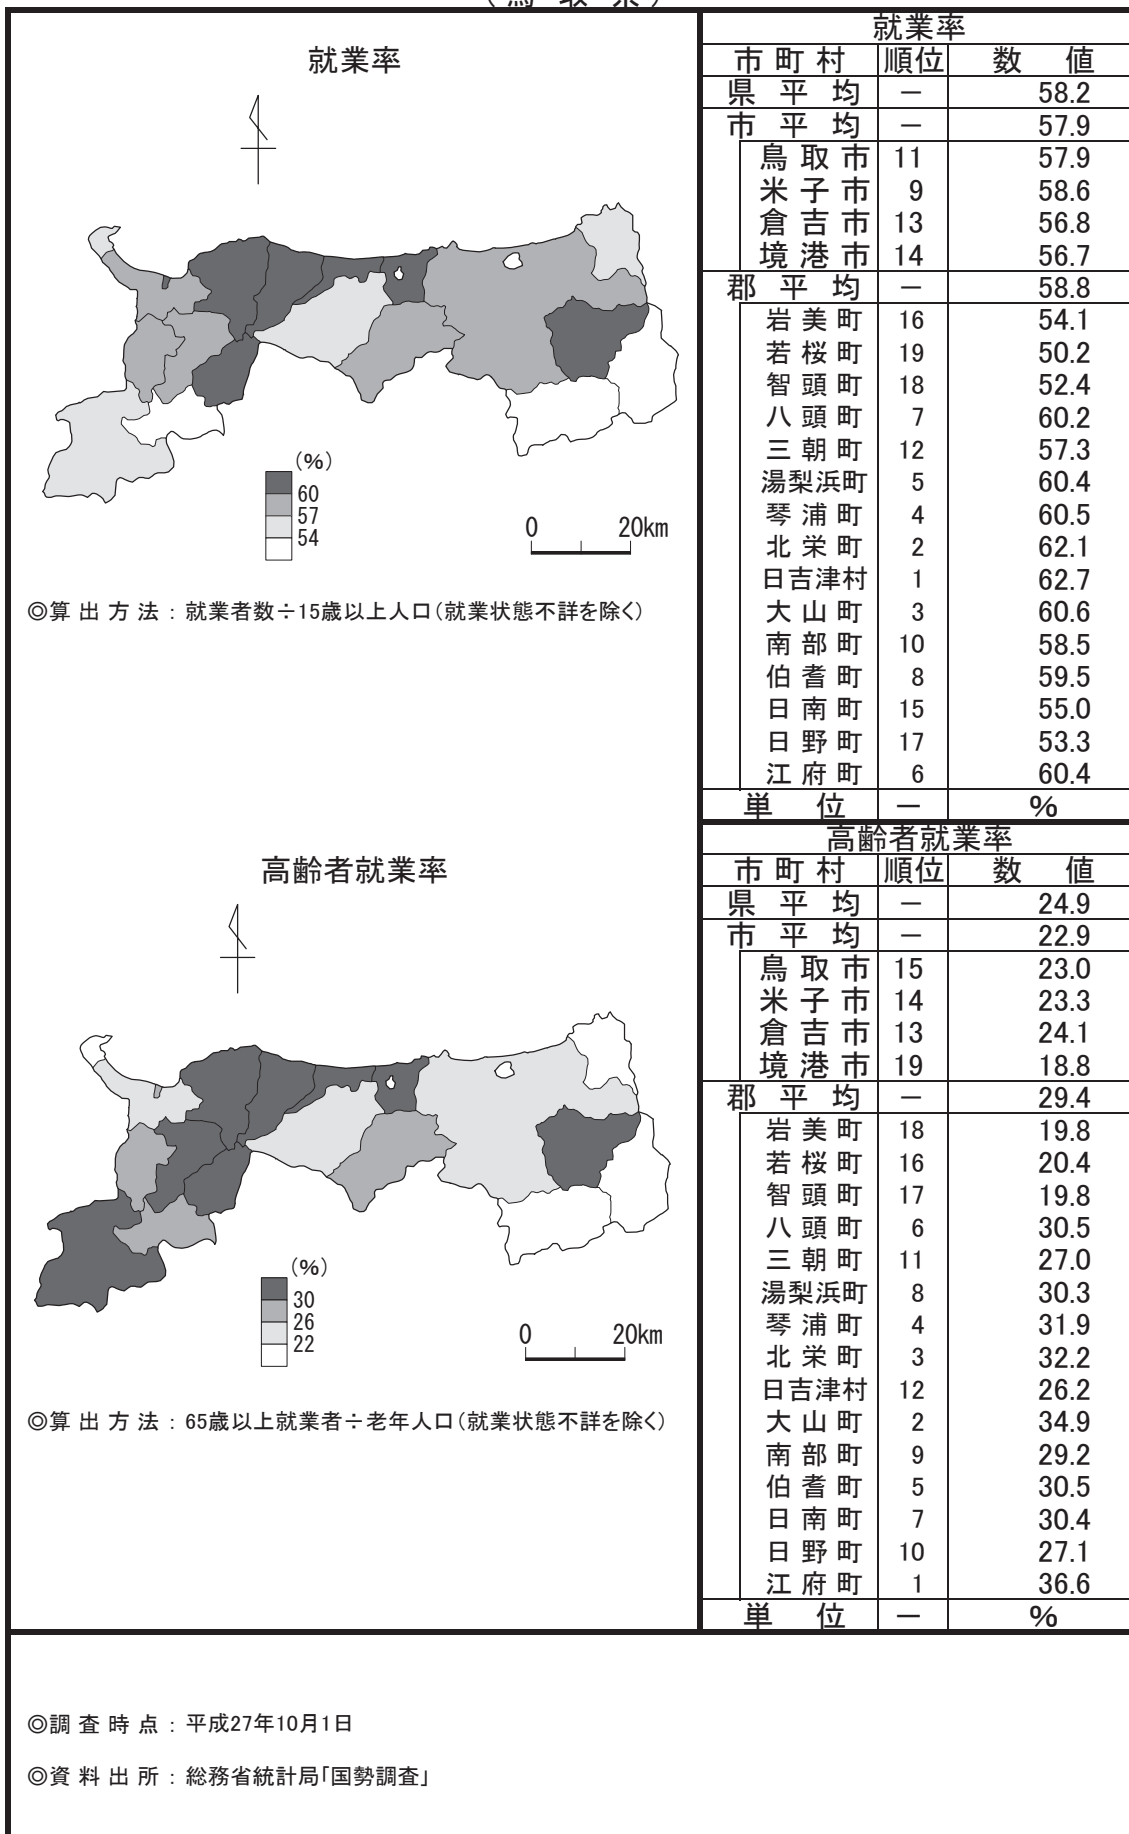 (鳥 取 県)
就業率
(%)
60
57
54
0 20km
◎算 出 方 法 : 就業者数÷15歳以上人口(就業状態不詳を除く)
就業率
市 町 村 順位 数 値
県 平 均 － 58.2
市 平 均 － 57.9
鳥 取 市 11 57.9
米 子 市 9 58.6
倉 吉 市 13 56.8
境 港 市 14 56.7
郡 平 均 － 58.8
岩 美 町 16 54.1
若 桜 町 19 50.2
智 頭 町 18 52.4
八 頭 町 7 60.2
三 朝 町 12 57.3
湯梨浜町 5 60.4
琴 浦 町 4 60.5
北 栄 町 2 62.1
日吉津村 1 62.7
大 山 町 3 60.6
南 部 町 10 58.5
伯 耆 町 8 59.5
日 南 町 15 55.0
日 野 町 17 53.3
江 府 町 6 60.4
単 位 － %
高齢者就業率
(%)
30
26
22
0 20km
◎算 出 方 法 : 65歳以上就業者÷老年人口(就業状態不詳を除く)
高齢者就業率
市 町 村 順位 数 値
県 平 均 － 24.9
市 平 均 － 22.9
鳥 取 市 15 23.0
米 子 市 14 23.3
倉 吉 市 13 24.1
境 港 市 19 18.8
郡 平 均 － 29.4
岩 美 町 18 19.8
若 桜 町 16 20.4
智 頭 町 17 19.8
八 頭 町 6 30.5
三 朝 町 11 27.0
湯梨浜町 8 30.3
琴 浦 町 4 31.9
北 栄 町 3 32.2
日吉津村 12 26.2
大 山 町 2 34.9
南 部 町 9 29.2
伯 耆 町 5 30.5
日 南 町 7 30.4
日 野 町 10 27.1
江 府 町 1 36.6
単 位 － %
◎調 査 時 点 : 平成27年10月1日
◎資 料 出 所 : 総務省統計局「国勢調査」